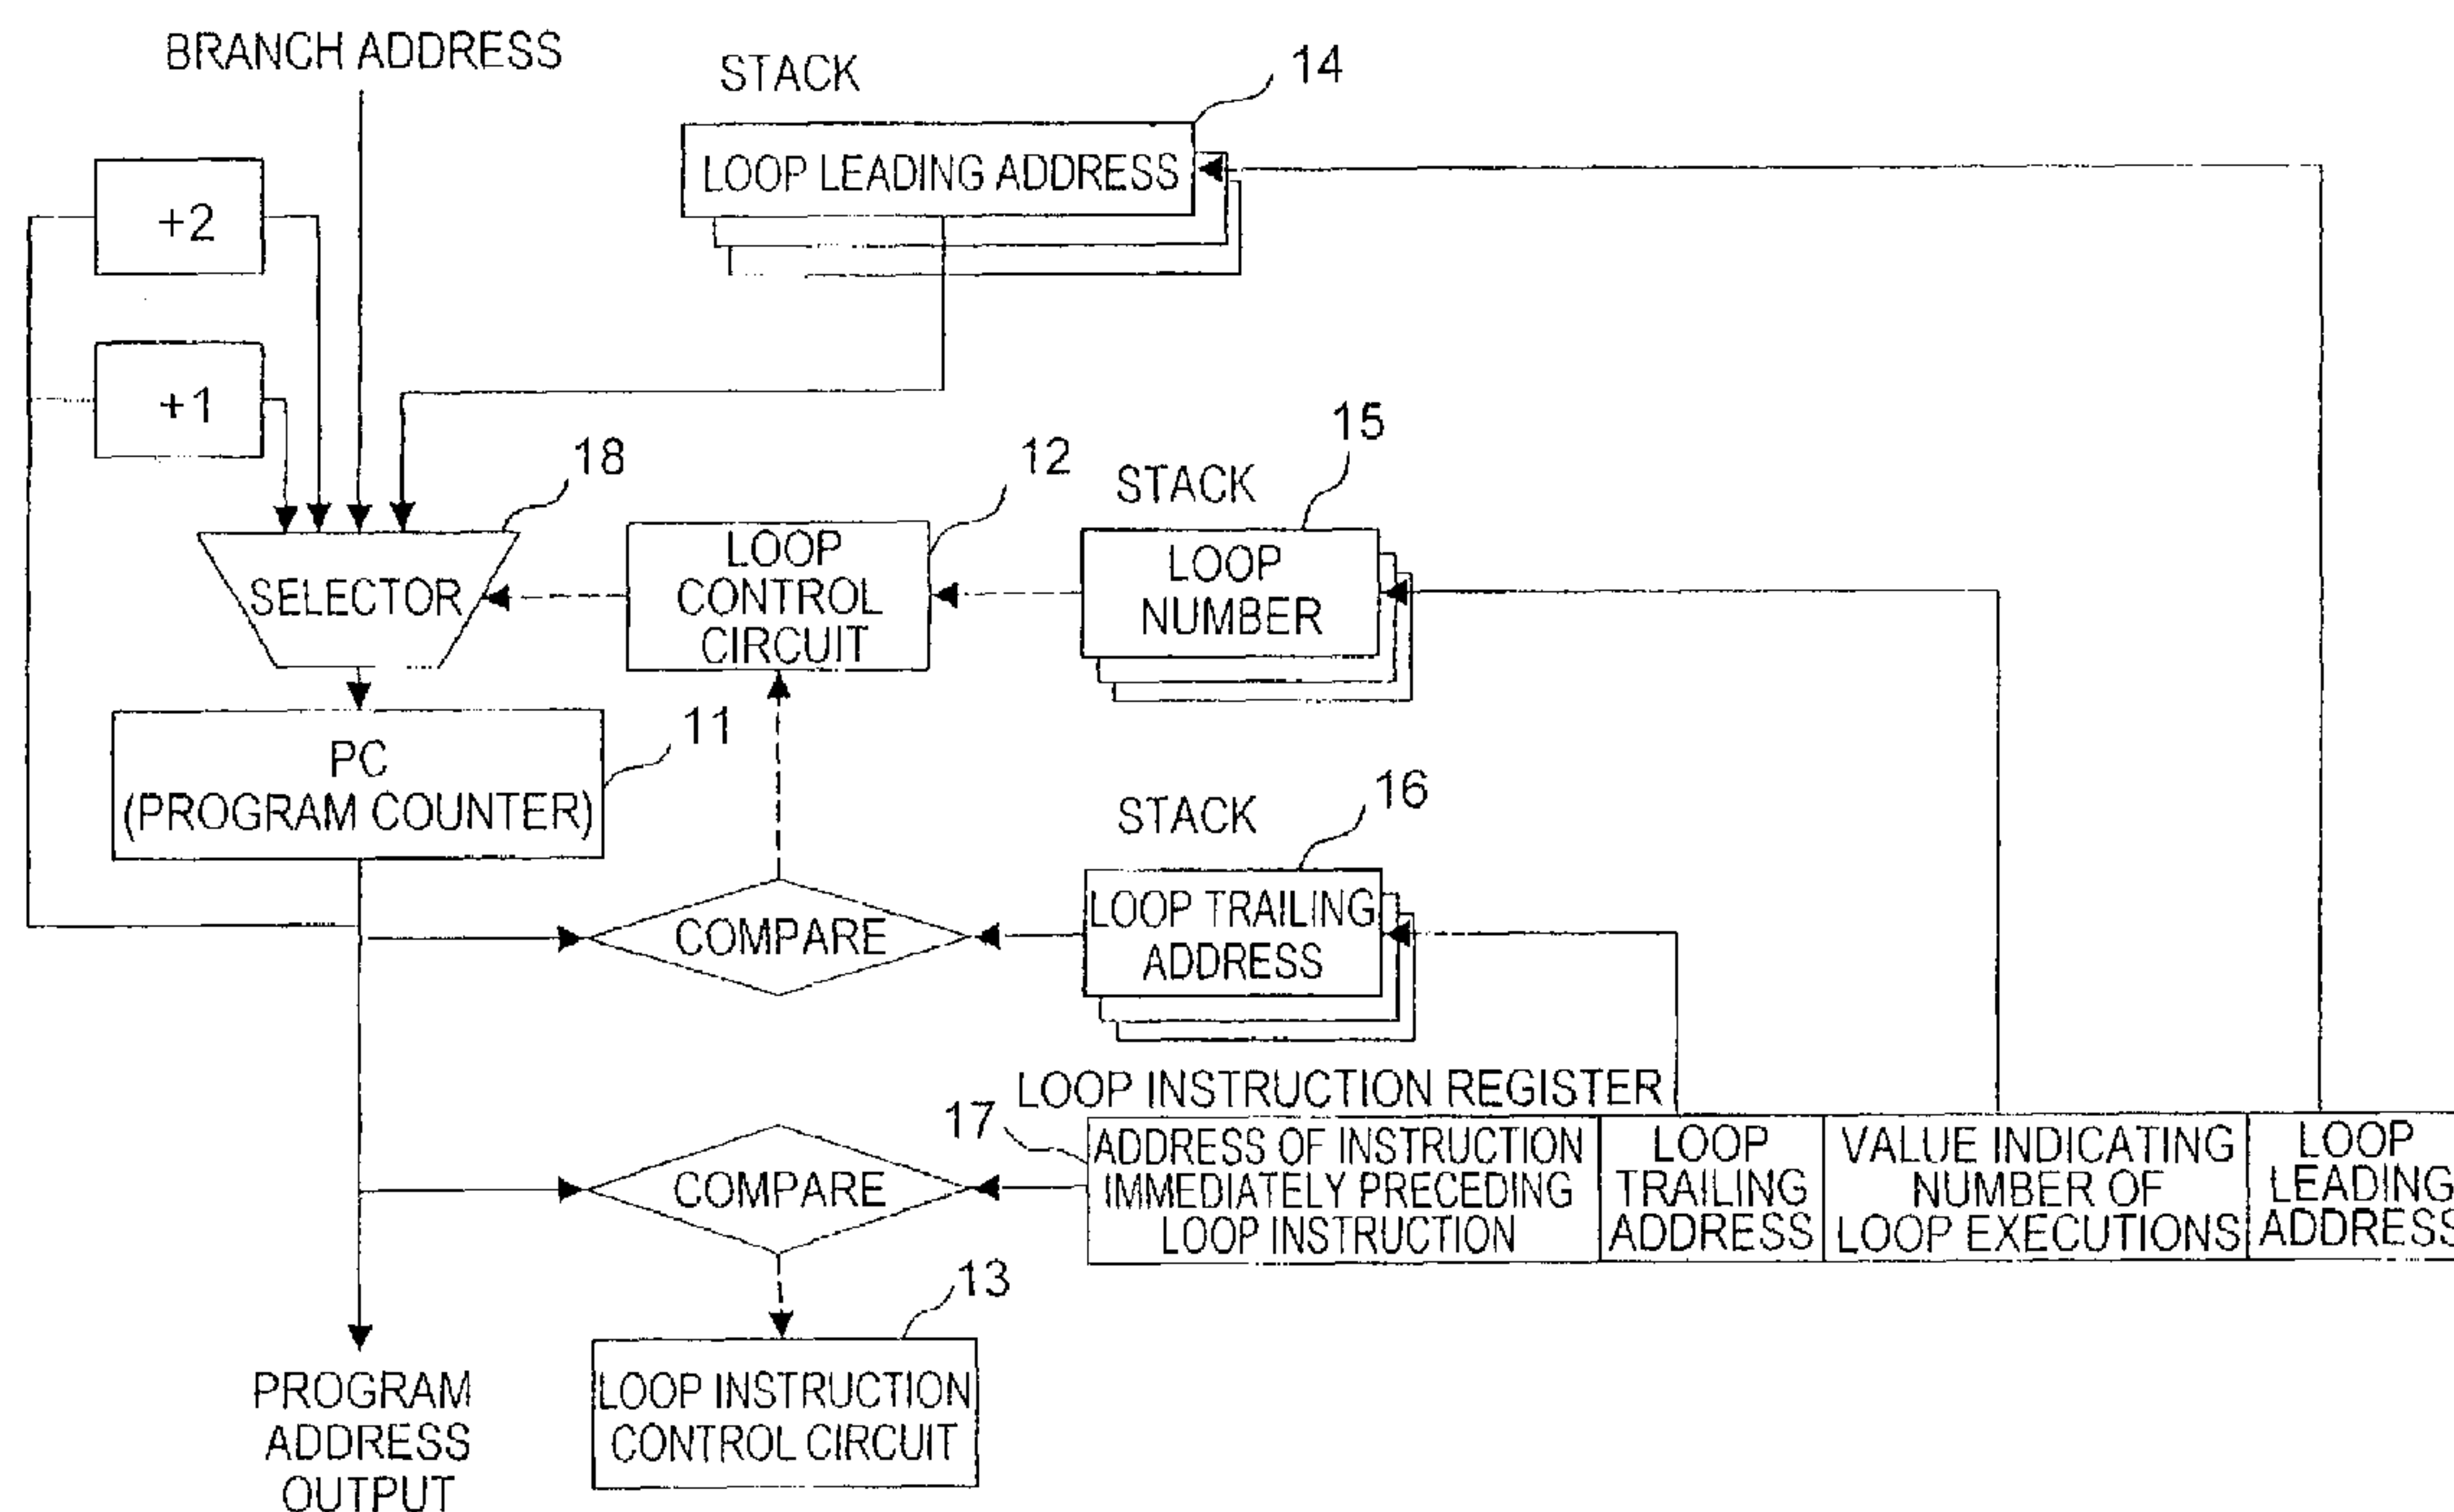 BRANCH ADDRESS
STACK
14
LOOP LEADING ADDRESS
+2
+1
18
12
STACK
15
SELECTOR
LOOP
CONTROL
CIRCUIT
LOOP
NUMBER
11
PC
(PROGRAM COUNTER)
STACK
16
COMPARE
LOOP TRAILING
ADDRESS
LOOP INSTRUCTION REGISTER
17
COMPARE
ADDRESS OF INSTRUCTION
IMMEDIATELY PRECEDING
LOOP INSTRUCTION
LOOP
TRAILING
ADDRESS
VALUE INDICATING
NUMBER OF
LOOP EXECUTIONS
LOOP
LEADING
ADDRESS
13
LOOP INSTRUCTION
CONTROL CIRCUIT
PROGRAM
ADDRESS
OUTPUT